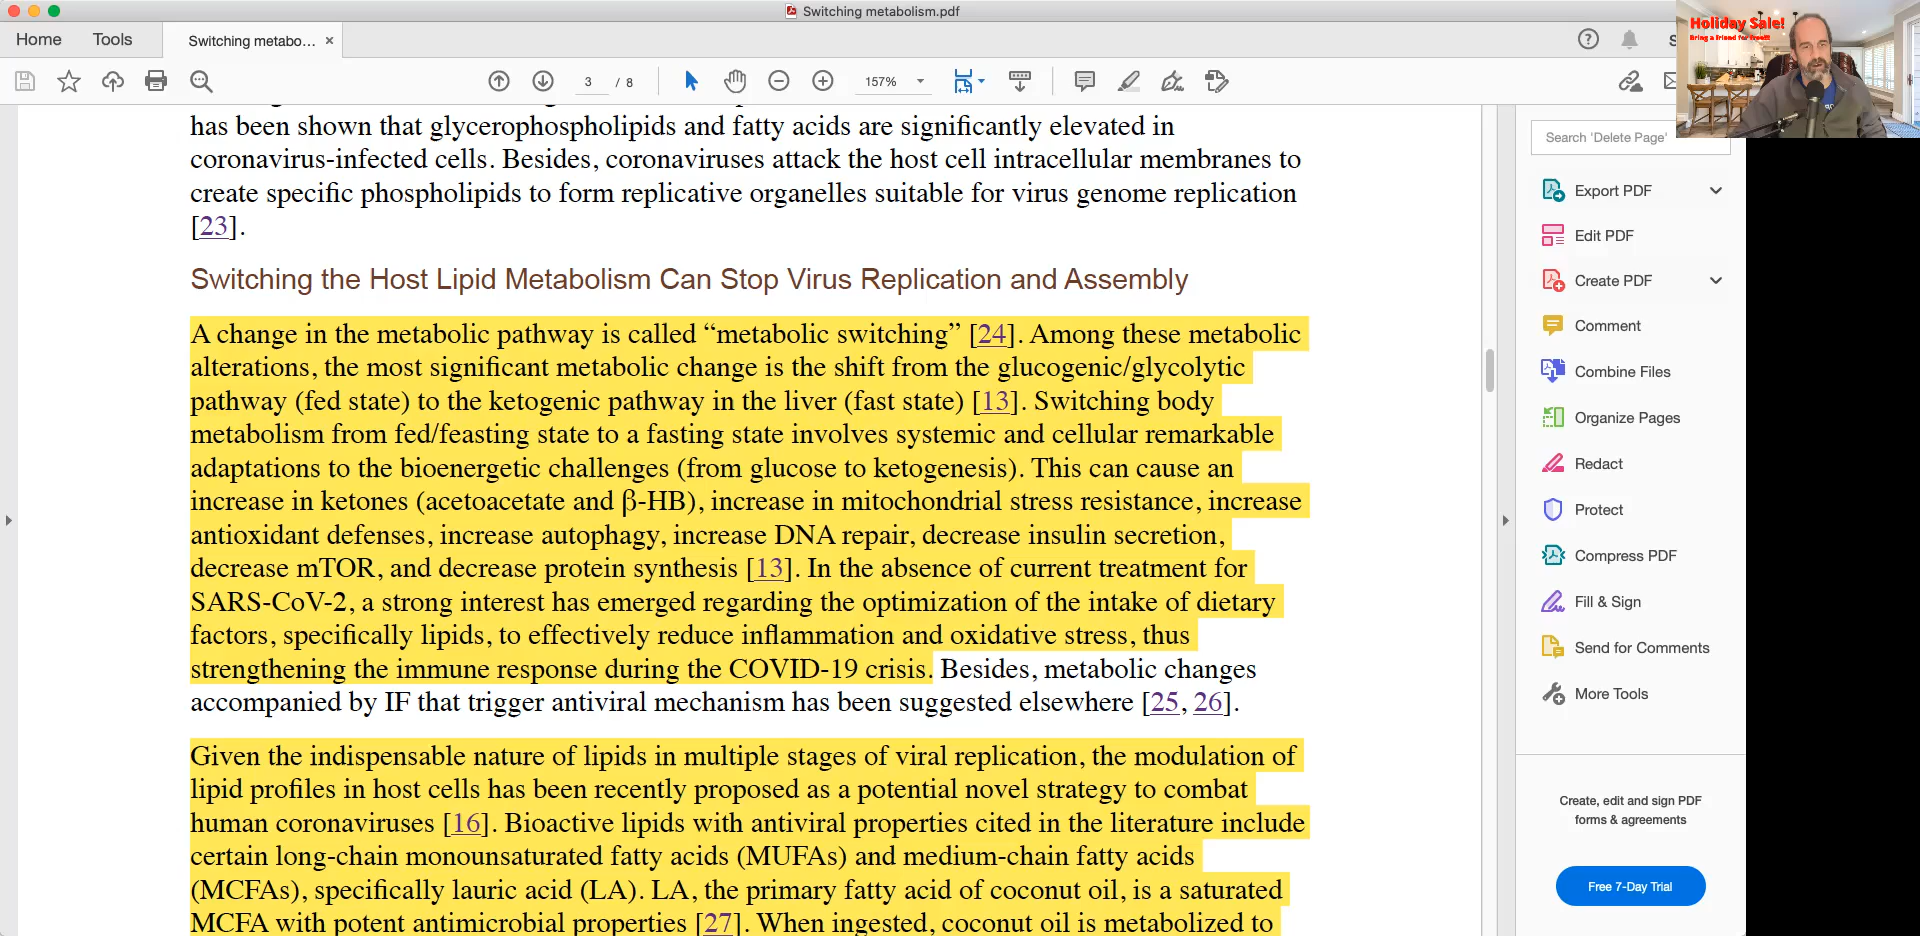 Switching metabolism.pdf
Home
Tools
Switching metabo... ×
3 / 8
157%
Holiday Sale!
Bring a friend for free!!!
has been shown that glycerophospholipids and fatty acids are significantly elevated in
coronavirus-infected cells. Besides, coronaviruses attack the host cell intracellular membranes to
create specific phospholipids to form replicative organelles suitable for virus genome replication
[23].
Switching the Host Lipid Metabolism Can Stop Virus Replication and Assembly
A change in the metabolic pathway is called “metabolic switching” [24]. Among these metabolic
alterations, the most significant metabolic change is the shift from the glucogenic/glycolytic
pathway (fed state) to the ketogenic pathway in the liver (fast state) [13]. Switching body
metabolism from fed/feasting state to a fasting state involves systemic and cellular remarkable
adaptations to the bioenergetic challenges (from glucose to ketogenesis). This can cause an
increase in ketones (acetoacetate and β-HB), increase in mitochondrial stress resistance, increase
antioxidant defenses, increase autophagy, increase DNA repair, decrease insulin secretion,
decrease mTOR, and decrease protein synthesis [13]. In the absence of current treatment for
SARS-CoV-2, a strong interest has emerged regarding the optimization of the intake of dietary
factors, specifically lipids, to effectively reduce inflammation and oxidative stress, thus
strengthening the immune response during the COVID-19 crisis. Besides, metabolic changes
accompanied by IF that trigger antiviral mechanism has been suggested elsewhere [25, 26].
Given the indispensable nature of lipids in multiple stages of viral replication, the modulation of
lipid profiles in host cells has been recently proposed as a potential novel strategy to combat
human coronaviruses [16]. Bioactive lipids with antiviral properties cited in the literature include
certain long-chain monounsaturated fatty acids (MUFAs) and medium-chain fatty acids
(MCFAs), specifically lauric acid (LA). LA, the primary fatty acid of coconut oil, is a saturated
MCFA with potent antimicrobial properties [27]. When ingested, coconut oil is metabolized to
Search 'Delete Page'
Export PDF
Edit PDF
Create PDF
Comment
Combine Files
Organize Pages
Redact
Protect
Compress PDF
Fill & Sign
Send for Comments
More Tools
Create, edit and sign PDF
forms & agreements
Free 7-Day Trial